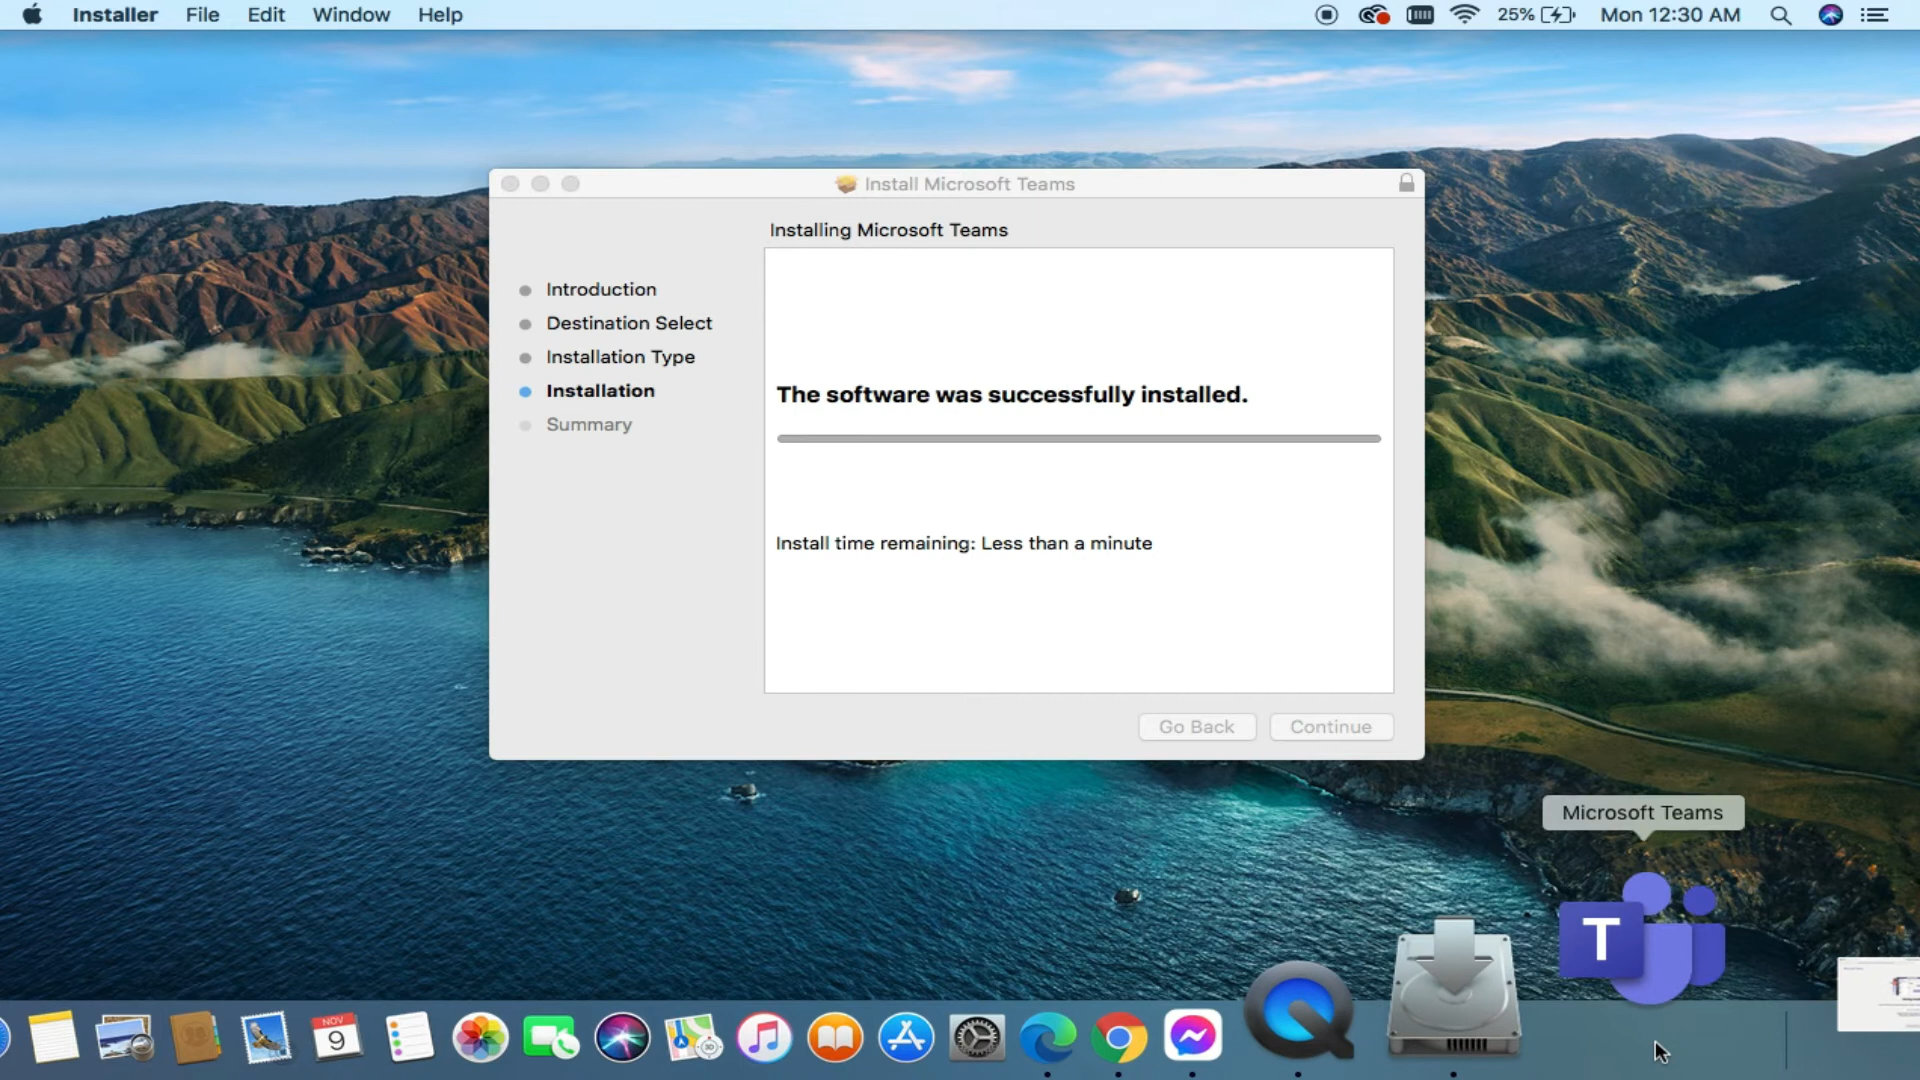 Installer File Edit Window Help 25% Mon 12:30 AM
Install Microsoft Teams
Installing Microsoft Teams
Introduction
Destination Select
Installation Type
Installation
Summary
The software was successfully installed.
Install time remaining: Less than a minute
Go Back Continue
Microsoft Teams
T
NOV
9
3D